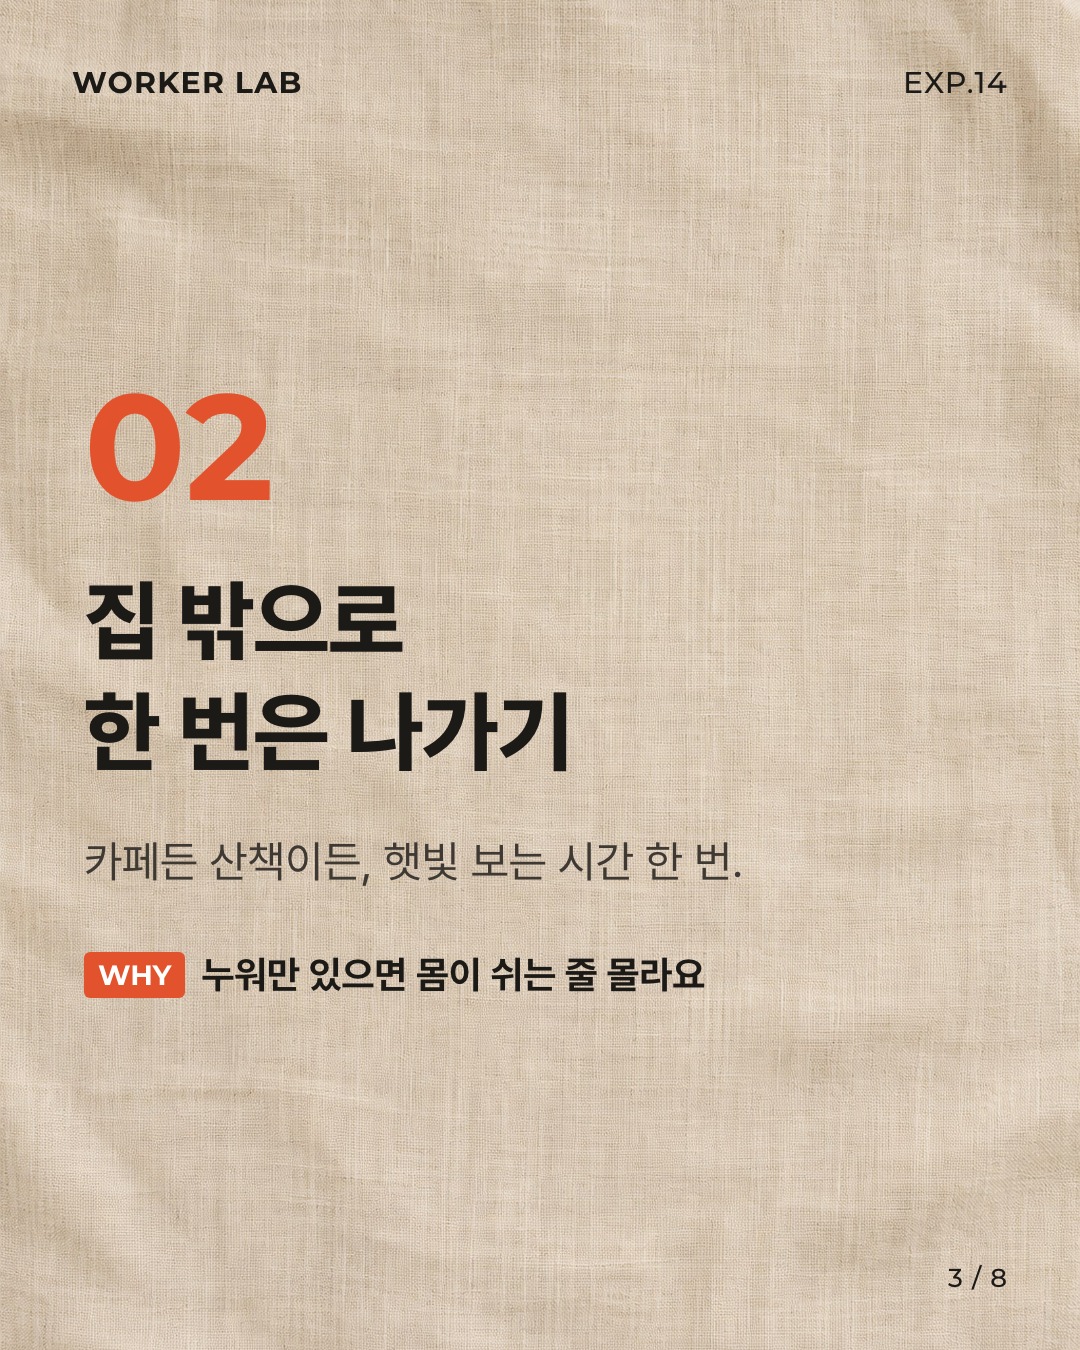 WORKER LAB
EXP.14
02
집 밖으로
한 번은 나가기
카페든 산책이든, 햇빛 보는 시간 한 번.
WHY 누워만 있으면 몸이 쉬는 줄 몰라요
3 / 8